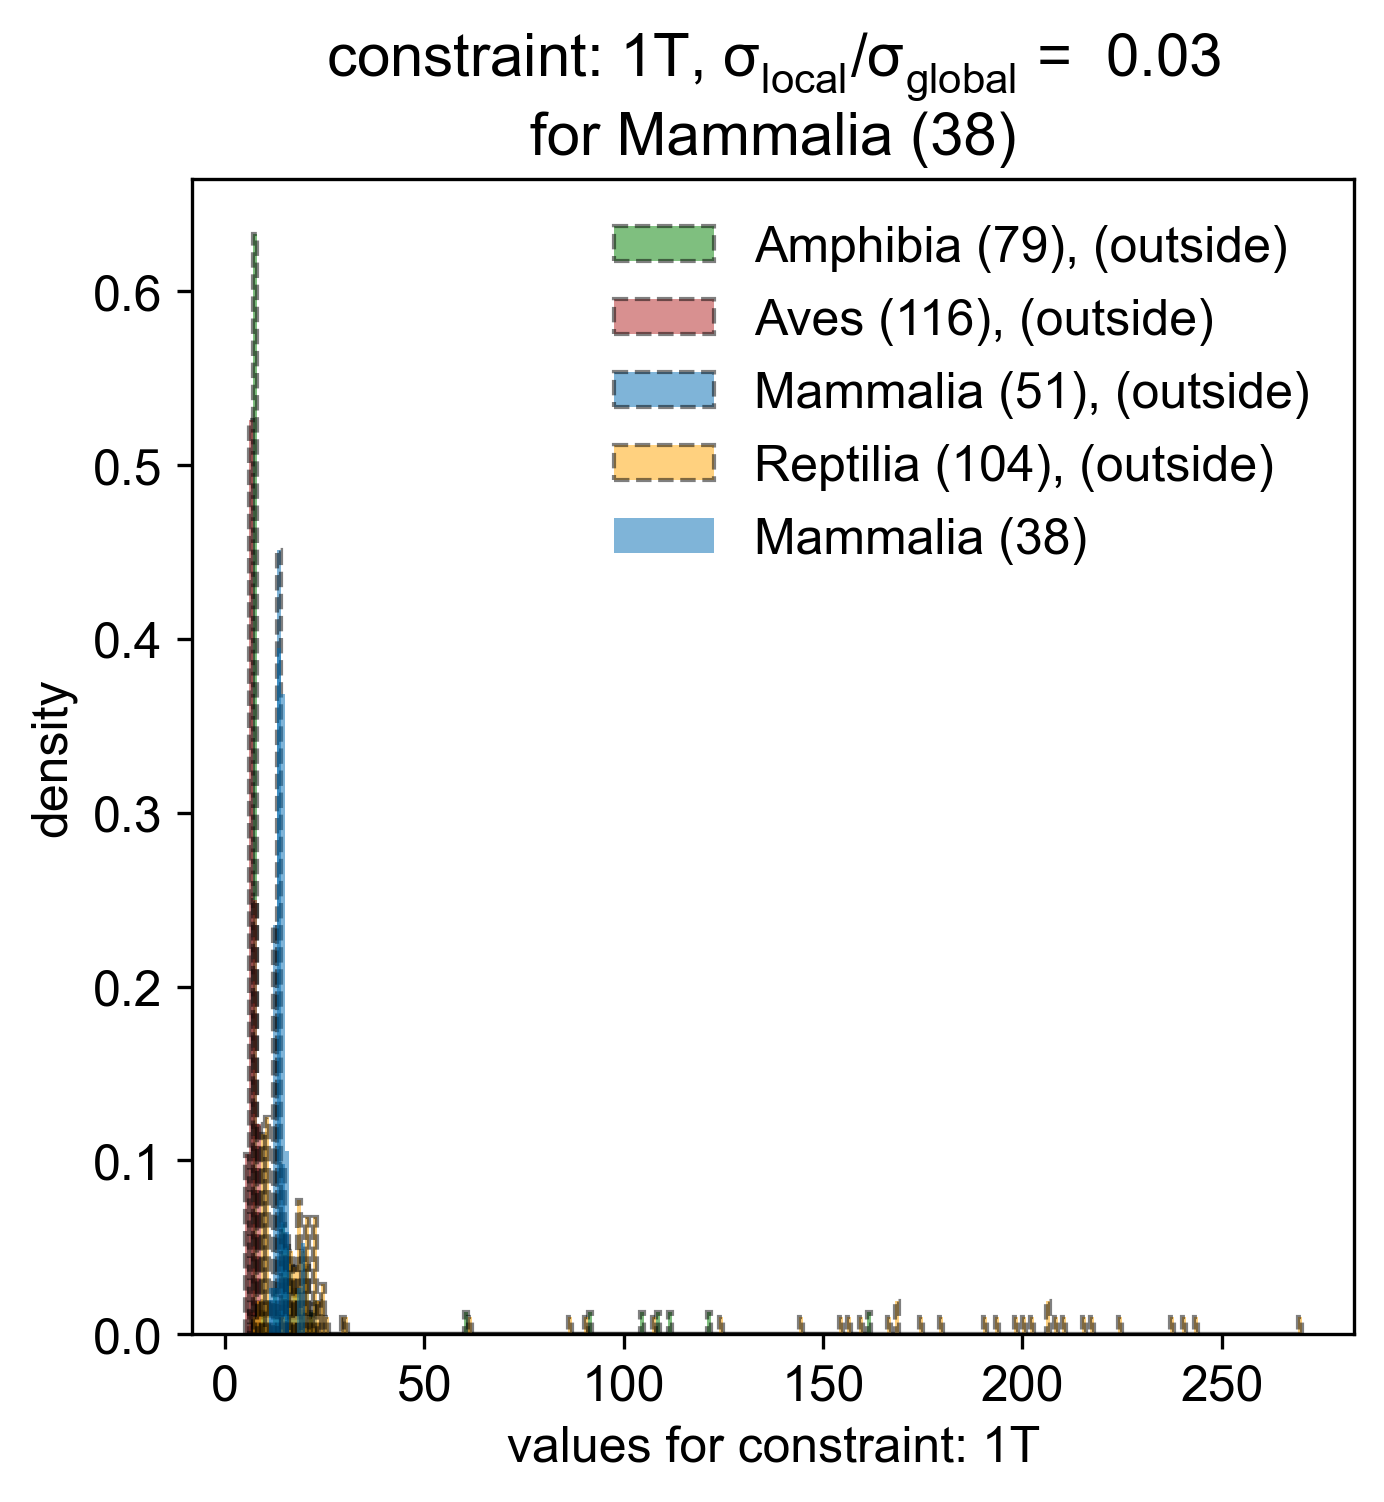 constraint: 1T, σlocal/σglobal = 0.03
for Mammalia (38)
Amphibia (79), (outside)
Aves (116), (outside)
Mammalia (51), (outside)
Reptilia (104), (outside)
Mammalia (38)
density
0.6
0.5
0.4
0.3
0.2
0.1
0.0
0 50 100 150 200 250
values for constraint: 1T